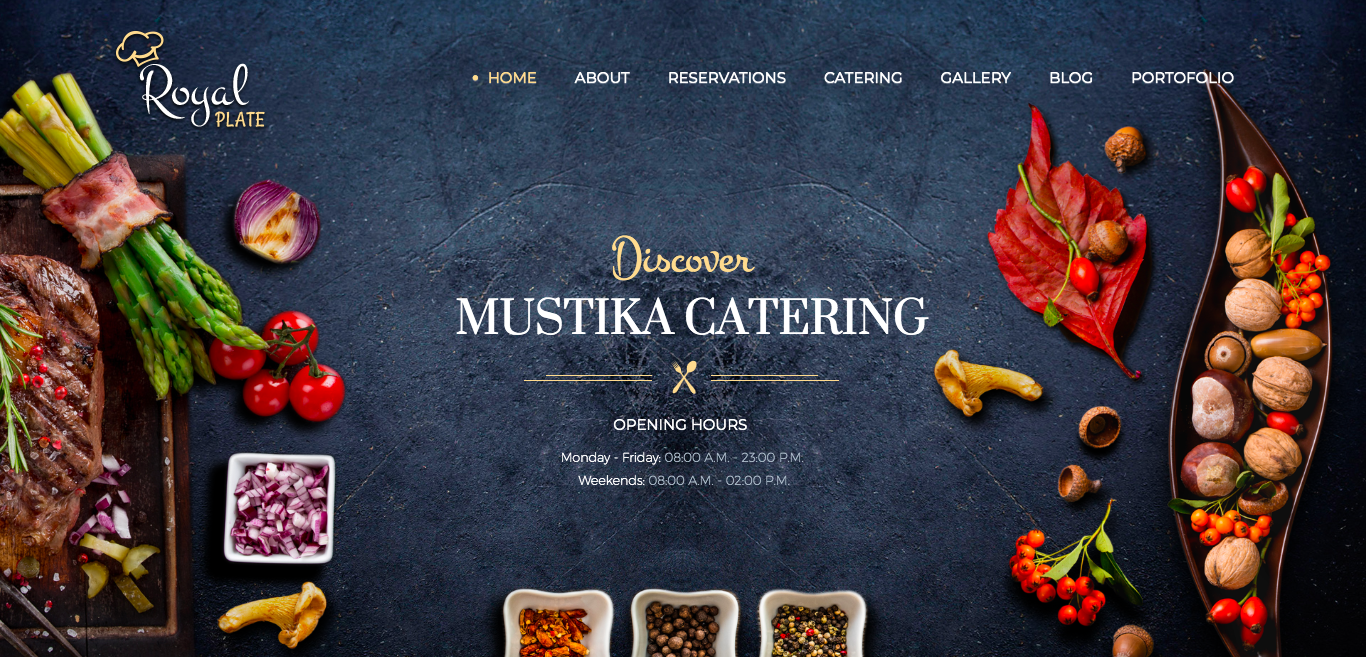 Royal
PLATE
• HOME ABOUT RESERVATIONS CATERING GALLERY BLOG PORTOFOLIO
Discover
MUSTIKA CATERING
OPENING HOURS
Monday - Friday: 08:00 A.M. - 23:00 P.M.
Weekends: 08:00 A.M. - 02:00 P.M.